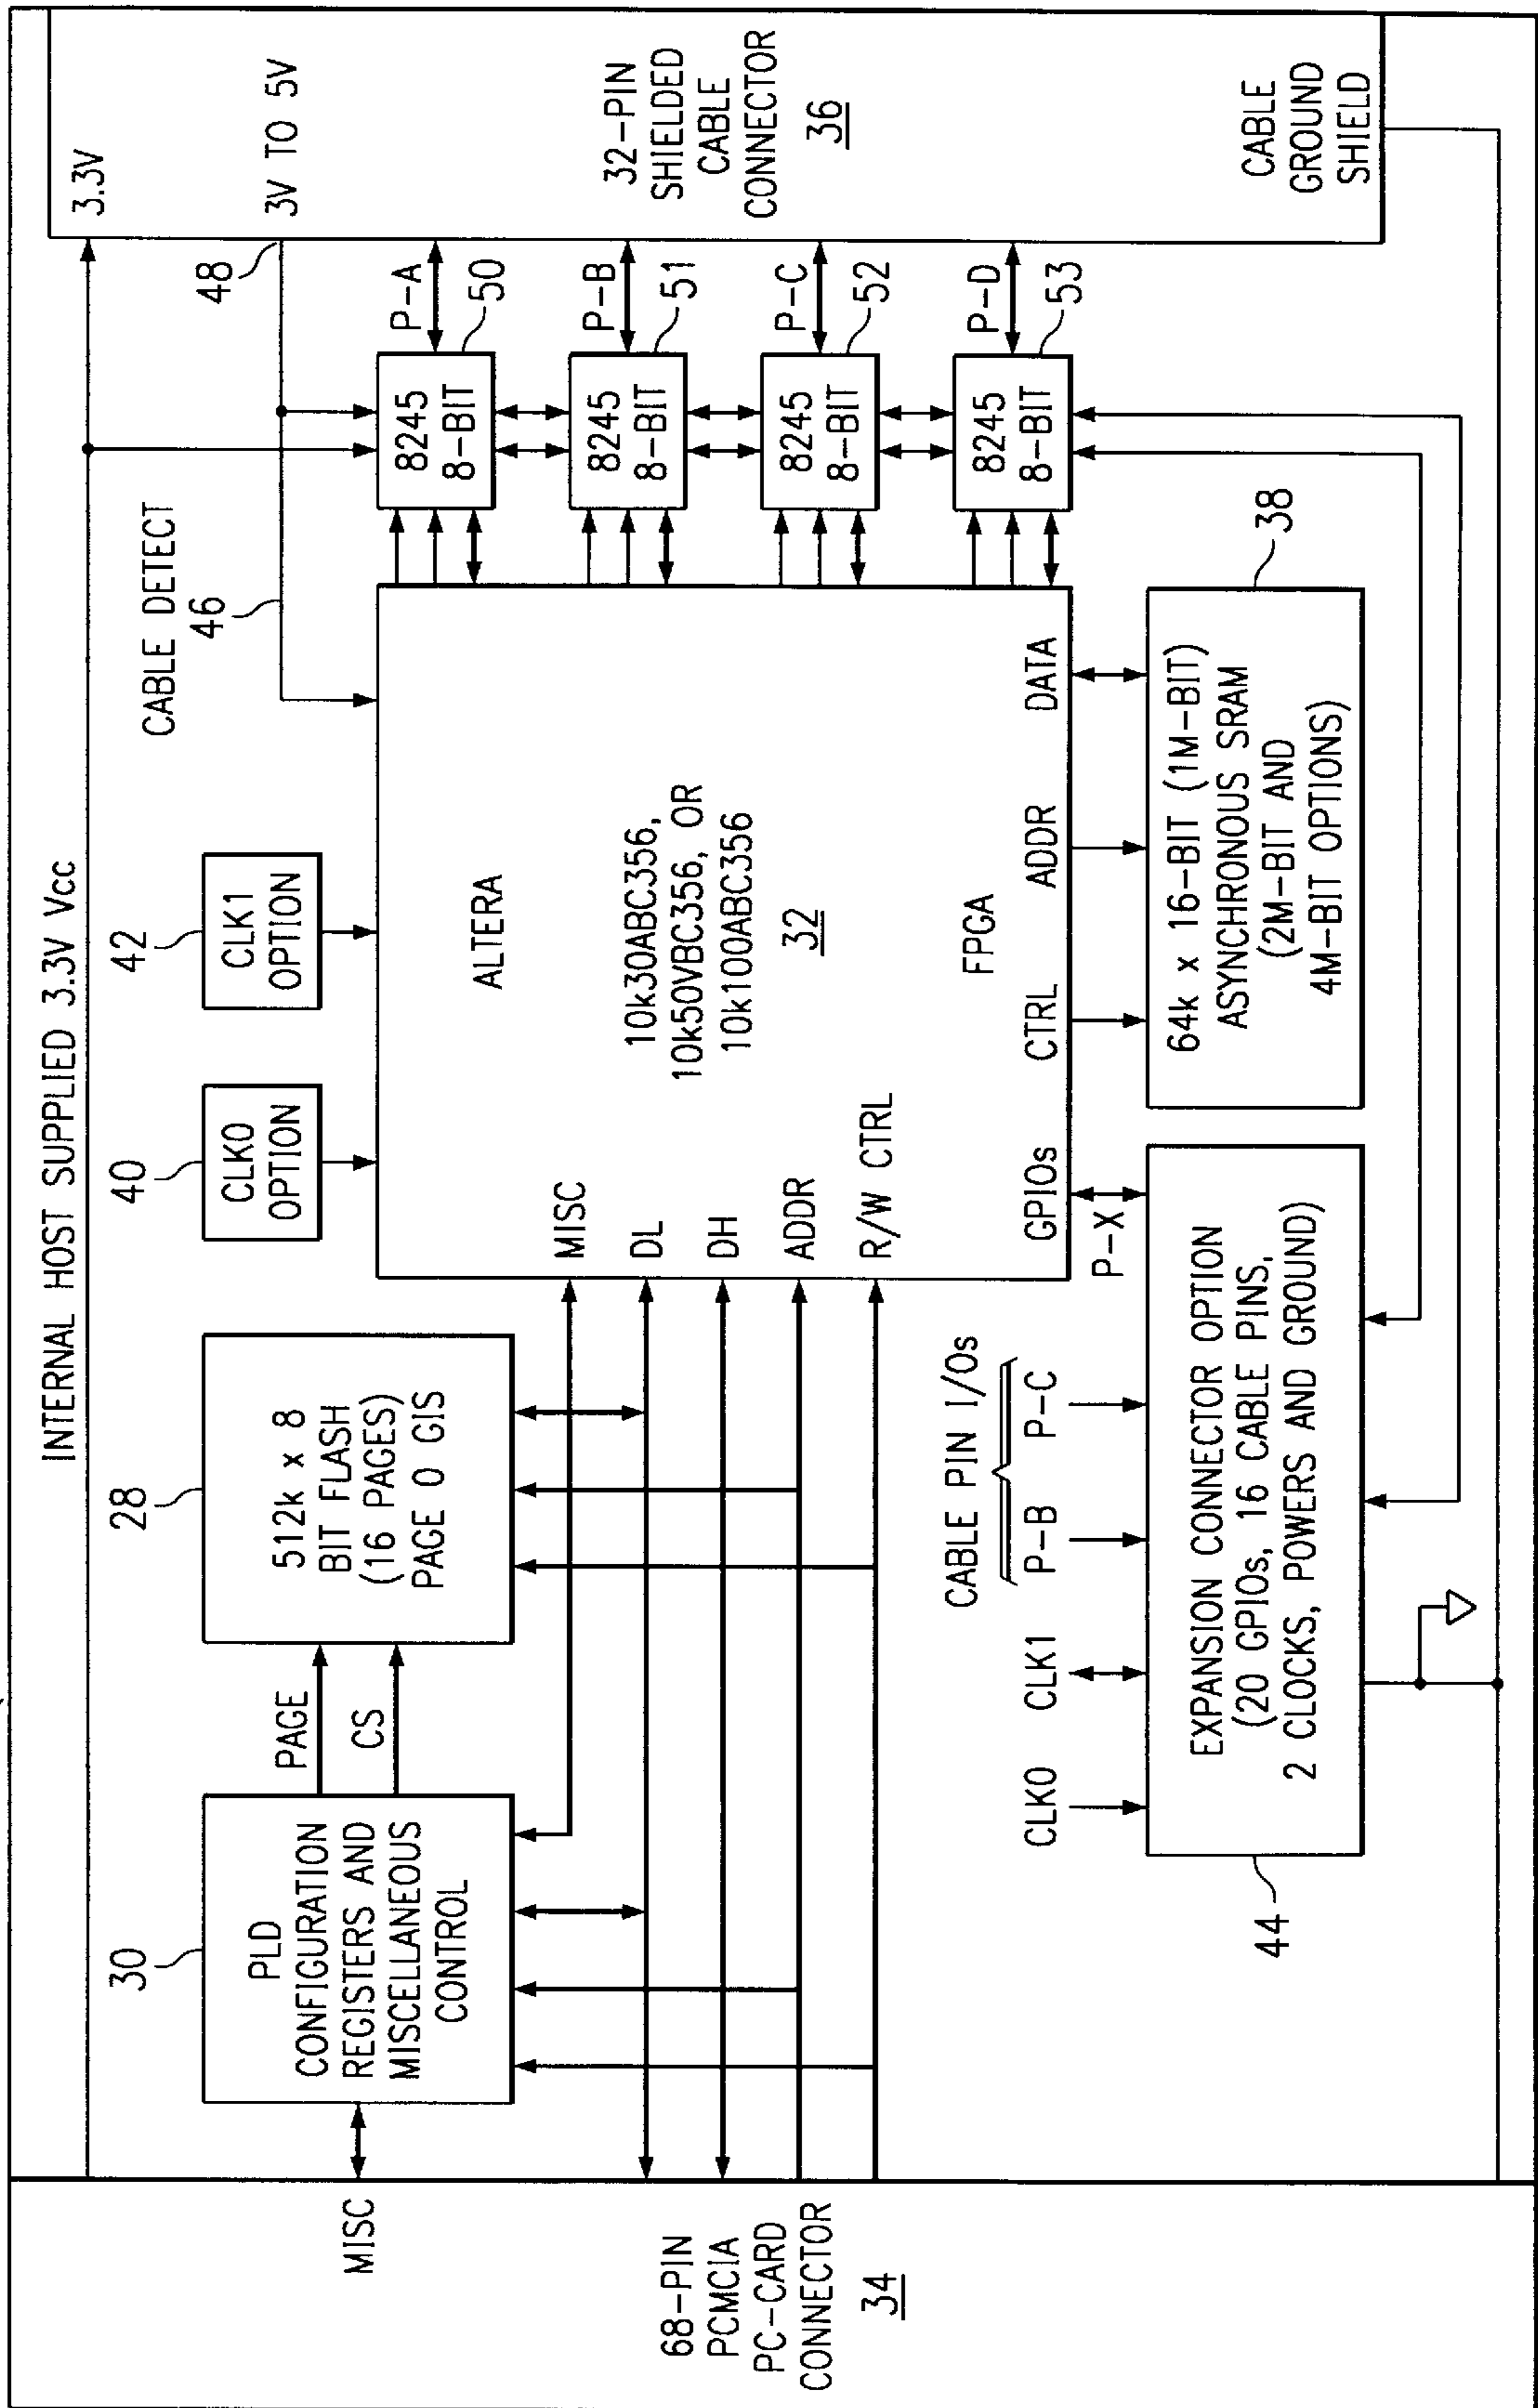 INTERNAL HOST SUPPLIED 3.3V Vcc
30
PLD
CONFIGURATION
REGISTERS AND
MISCELLANEOUS
CONTROL
PAGE
CS
28
512k x 8
BIT FLASH
(16 PAGES)
PAGE 0 GIS
40
CLK0
OPTION
42
CLK1
OPTION
CABLE DETECT
46
48
3.3V
3V TO 5V
MISC
68-PIN
PCMCIA
PC-CARD
CONNECTOR
34
MISC
DL
DH
ADDR
R/W CTRL
ALTERA
10k30ABC356,
10k50VBC356, OR
10k100ABC356
32
FPGA
GPIOs
CTRL
ADDR
DATA
8245
8-BIT
P-A
50
8245
8-BIT
P-B
51
8245
8-BIT
P-C
52
8245
8-BIT
P-D
53
32-PIN
SHIELDED
CABLE
CONNECTOR
36
CABLE
GROUND
SHIELD
CABLE PIN I/Os
CLK0
CLK1
P-B
P-C
P-X
EXPANSION CONNECTOR OPTION
(20 GPIOs, 16 CABLE PINS,
2 CLOCKS, POWERS AND GROUND)
44
64k x 16-BIT (1M-BIT)
ASYNCHRONOUS SRAM
(2M-BIT AND
4M-BIT OPTIONS)
38